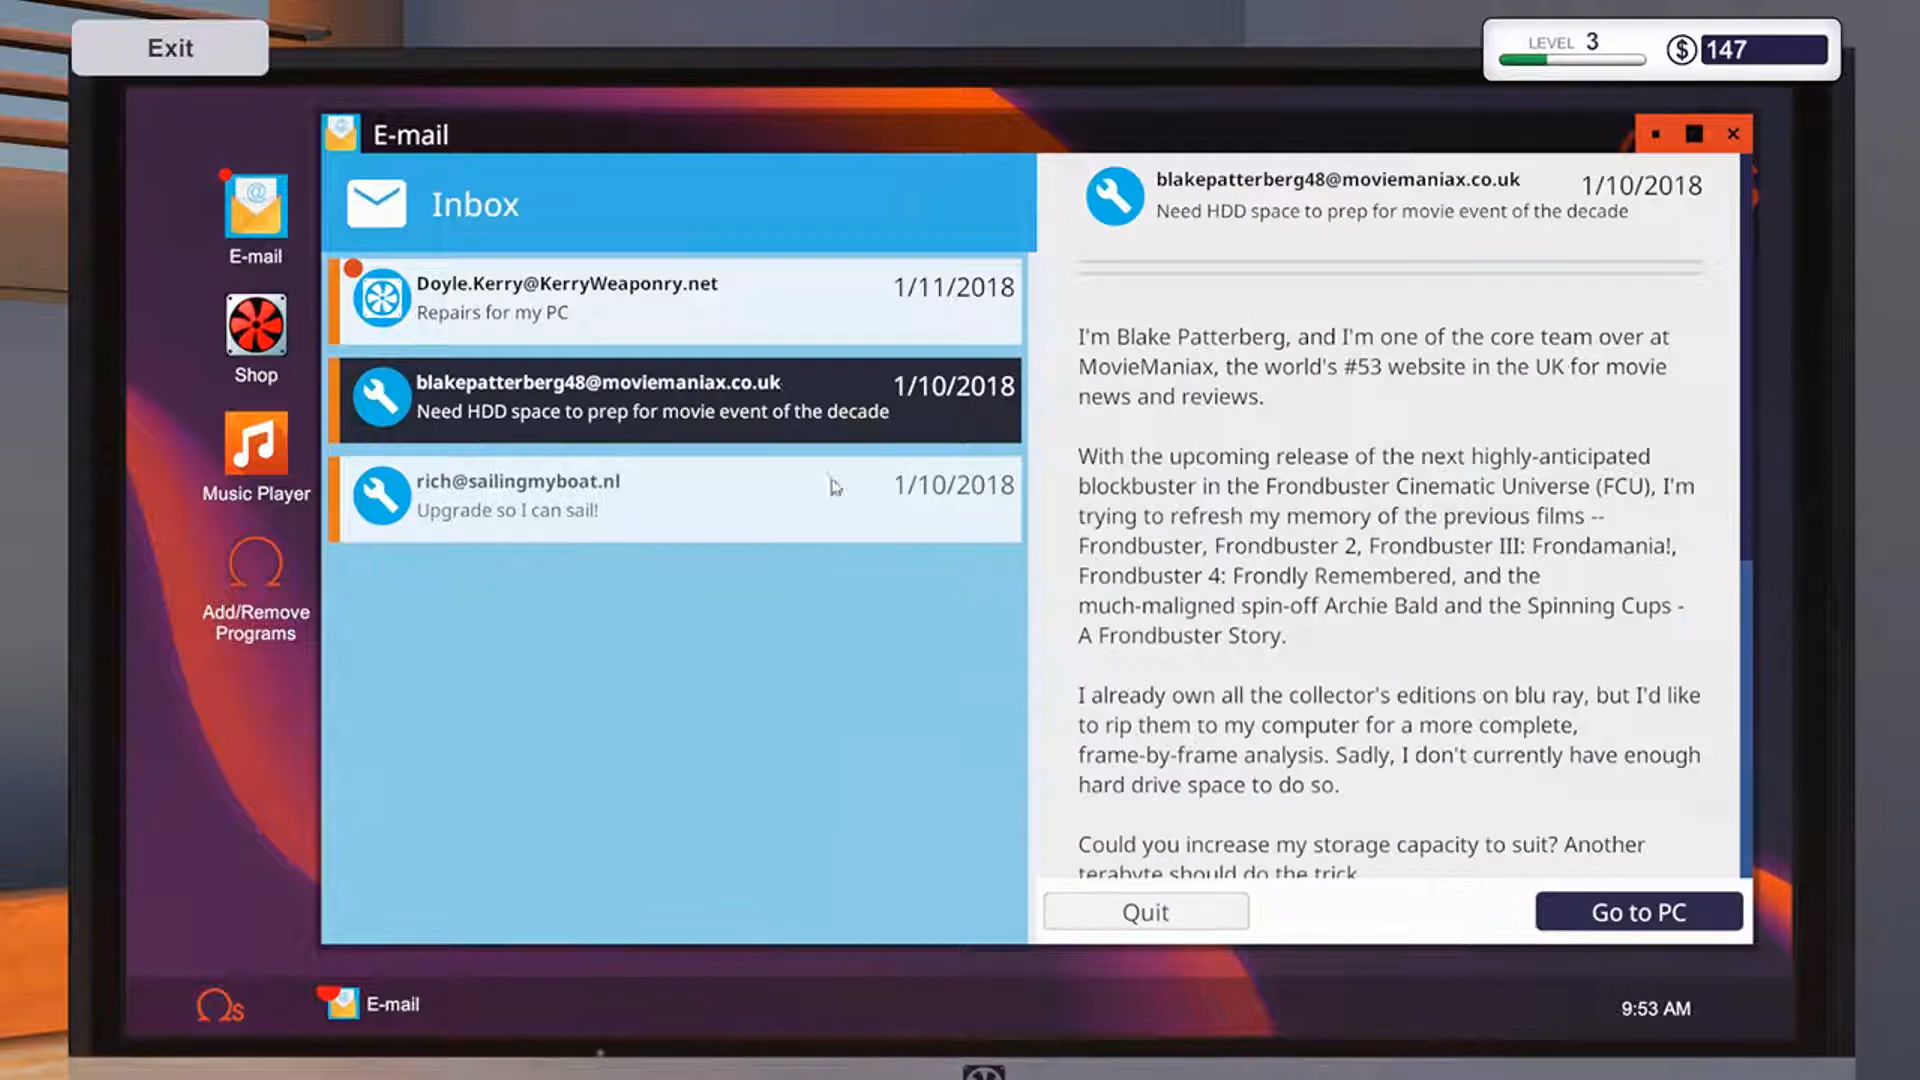 Exit
LEVEL 3
$ 147
E-mail
E-mail
Shop
Music Player
Add/Remove
Programs
Inbox
Doyle.Kerry@KerryWeaponry.net 1/11/2018
Repairs for my PC
blakepatterberg48@moviemaniax.co.uk 1/10/2018
Need HDD space to prep for movie event of the decade
rich@sailingmyboat.nl 1/10/2018
Upgrade so I can sail!
blakepatterberg48@moviemaniax.co.uk 1/10/2018
Need HDD space to prep for movie event of the decade
I'm Blake Patterberg, and I'm one of the core team over at
MovieManiax, the world's #53 website in the UK for movie
news and reviews.
With the upcoming release of the next highly-anticipated
blockbuster in the Frondbuster Cinematic Universe (FCU), I'm
trying to refresh my memory of the previous films --
Frondbuster, Frondbuster 2, Frondbuster III: Frondamania!,
Frondbuster 4: Frondly Remembered, and the
much-maligned spin-off Archie Bald and the Spinning Cups -
A Frondbuster Story.
I already own all the collector's editions on blu ray, but I'd like
to rip them to my computer for a more complete,
frame-by-frame analysis. Sadly, I don't currently have enough
hard drive space to do so.
Could you increase my storage capacity to suit? Another
terabyte should do the trick
Quit
Go to PC
Ωs
E-mail
9:53 AM